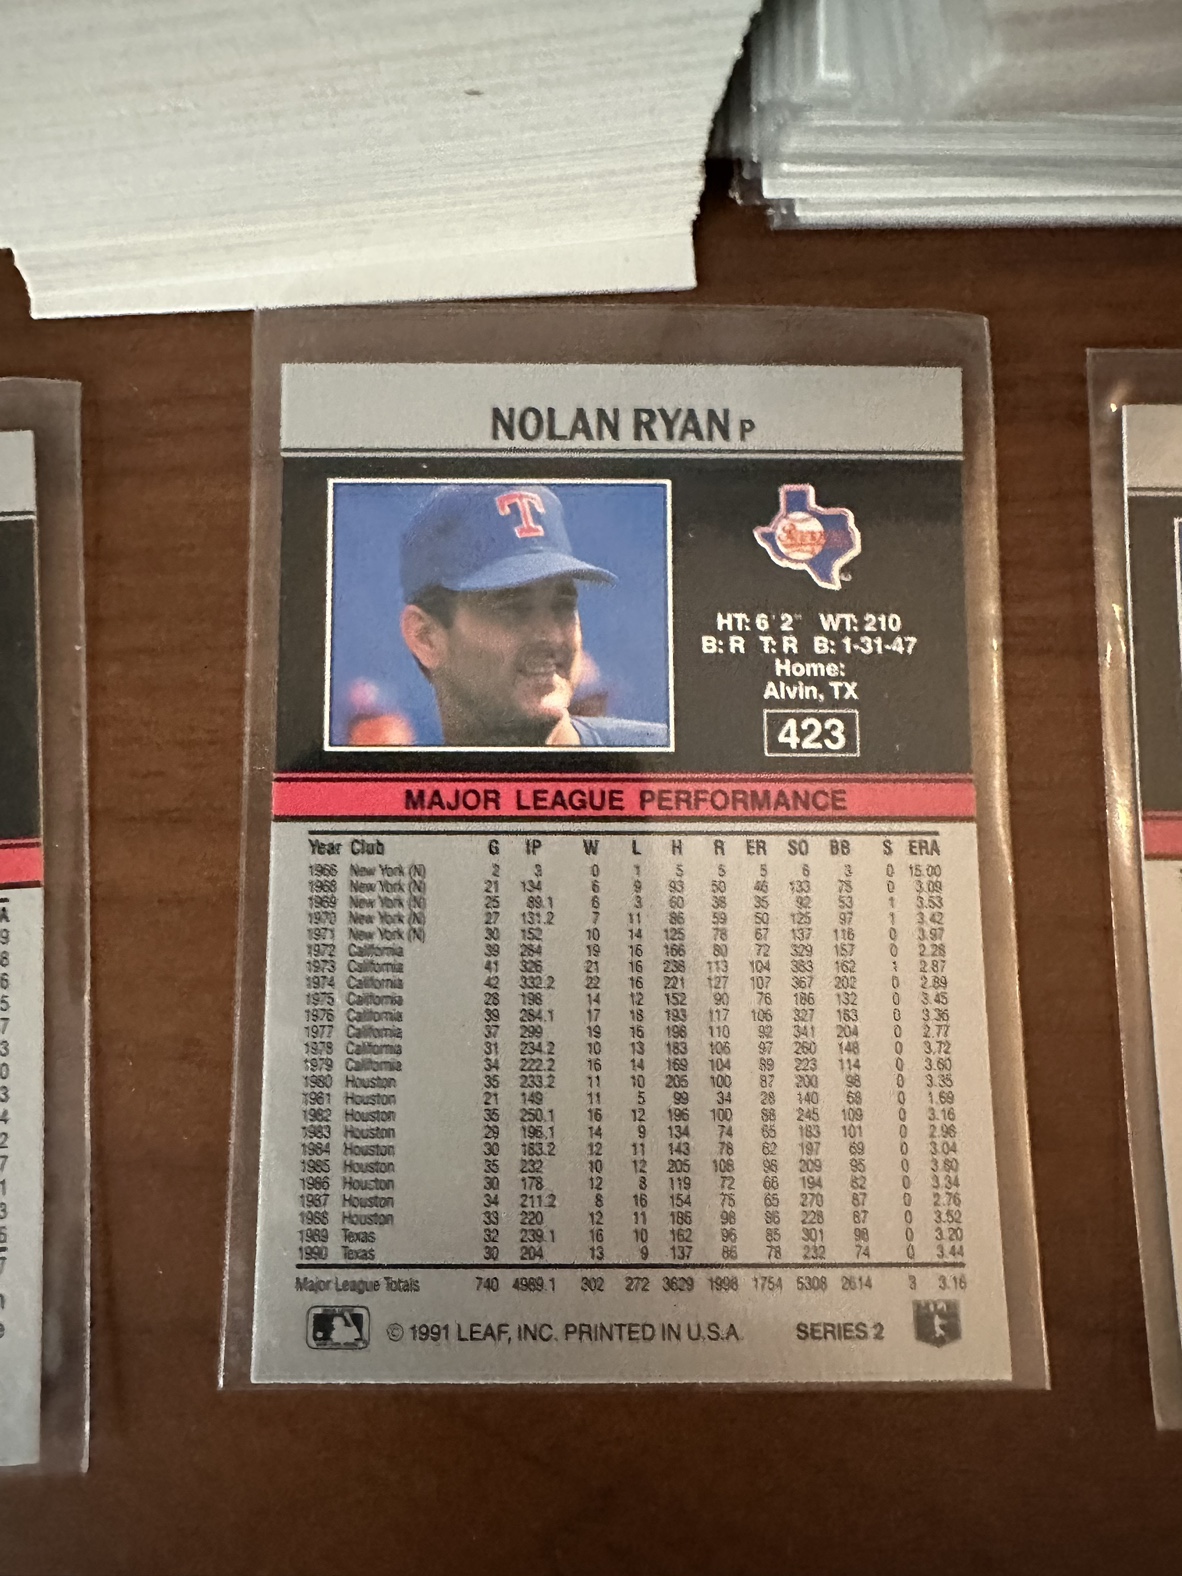 NOLAN RYAN P
T
Rangers
HT: 6' 2" WT: 210
B: R T: R B: 1-31-47
Home:
Alvin, TX
423
MAJOR LEAGUE PERFORMANCE
Year Club G IP W L H R ER SO BB S ERA
1966 New York (N) 2 3 0 1 5 5 5 6 3 0 15.00
1968 New York (N) 21 134 6 9 93 50 46 133 75 0 3.09
1969 New York (N) 25 89.1 6 3 60 38 35 92 53 1 3.53
1970 New York (N) 27 131.2 7 11 86 59 50 125 97 1 3.42
1971 New York (N) 30 152 10 14 125 78 67 137 116 0 3.97
1972 California 39 284 19 16 166 80 72 329 157 0 2.28
1973 California 41 326 21 16 238 113 104 383 162 1 2.87
1974 California 42 332.2 22 16 221 127 107 367 202 0 2.89
1975 California 28 198 14 12 152 90 76 186 132 0 3.45
1976 California 39 284.1 17 18 193 117 106 327 183 0 3.36
1977 California 37 299 19 16 198 110 92 341 204 0 2.77
1978 California 31 234.2 10 13 183 106 97 260 148 0 3.72
1979 California 34 222.2 16 14 169 104 89 223 114 0 3.60
1980 Houston 35 233.2 11 10 205 100 87 200 98 0 3.35
1981 Houston 21 149 11 5 99 34 28 140 68 0 1.69
1982 Houston 35 250.1 16 12 196 100 88 245 109 0 3.16
1983 Houston 29 196.1 14 9 134 74 65 183 101 0 2.98
1984 Houston 30 183.2 12 11 143 78 62 197 69 0 3.04
1985 Houston 35 232 10 12 205 108 98 209 95 0 3.80
1986 Houston 30 178 12 8 119 72 66 194 82 0 3.34
1987 Houston 34 211.2 8 16 154 75 65 270 87 0 2.76
1988 Houston 33 220 12 11 186 98 86 228 87 0 3.52
1989 Texas 32 239.1 16 10 162 96 85 301 98 0 3.20
1990 Texas 30 204 13 9 137 86 78 232 74 0 3.44
Major League Totals 740 4989.1 302 272 3629 1998 1754 5308 2614 3 3.16
© 1991 LEAF, INC. PRINTED IN U.S.A. SERIES 2